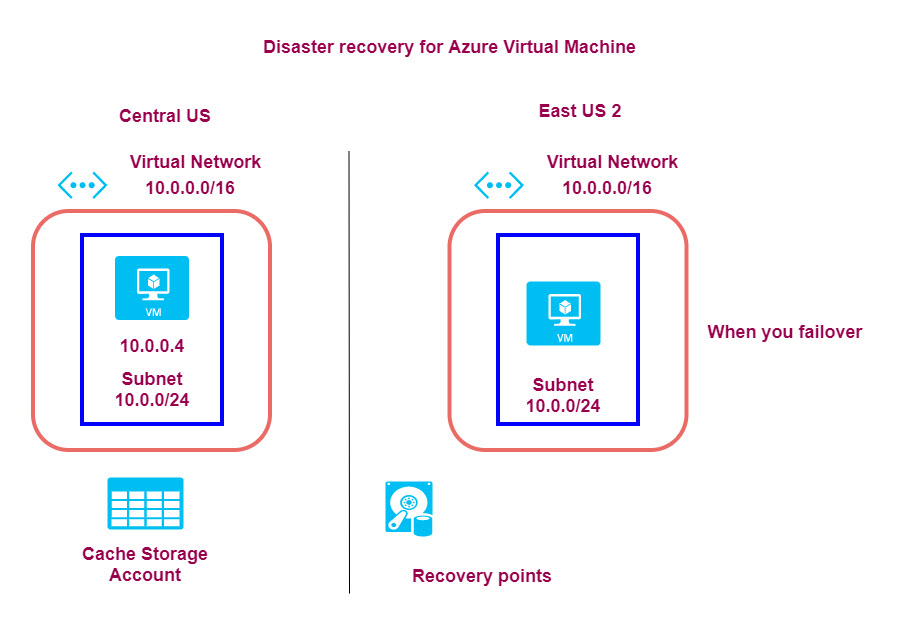 Disaster recovery for Azure Virtual Machine
Central US
Virtual Network
10.0.0.0/16
VM
10.0.0.4
Subnet
10.0.0/24
Cache Storage
Account
East US 2
Virtual Network
10.0.0.0/16
VM
Subnet
10.0.0/24
When you failover
Recovery points